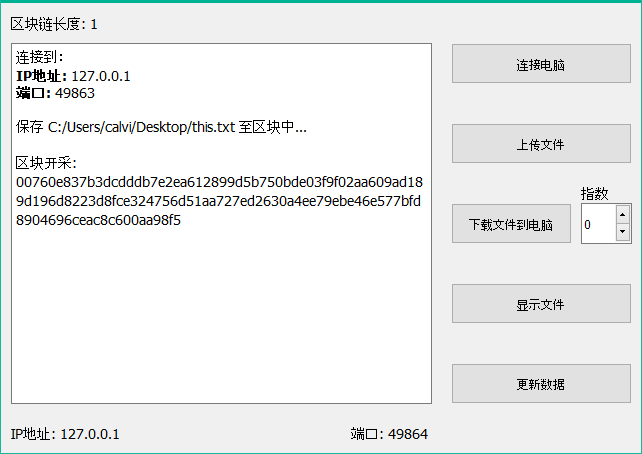 区块链长度: 1
连接到:
IP地址: 127.0.0.1
端口: 49863
保存 C:/Users/calvi/Desktop/this.txt 至区块中...
区块开采:
00760e837b3dcdddb7e2ea612899d5b750bde03f9f02aa609ad18
9d196d8223d8fce324756d51aa727ed2630a4ee79ebe46e577bfd
8904696ceac8c600aa98f5
连接电脑
上传文件
指数
下载文件到电脑
0
显示文件
更新数据
IP地址: 127.0.0.1
端口: 49864